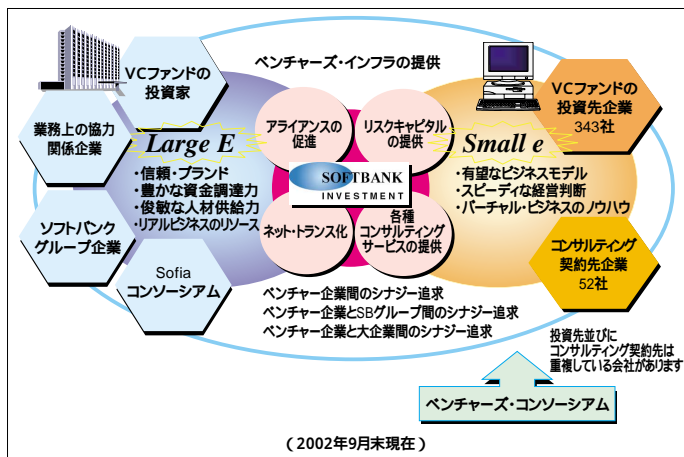 ベンチャーズ・インフラの提供
VCファンドの
投資家
業務上の協力
関係企業
ソフトバンク
グループ企業
Sofia
コンソーシアム
Large E
・信頼・ブランド
・豊かな資金調達力
・俊敏な人材供給力
・リアルビジネスのリソース
アライアンスの
促進
リスクキャピタル
の提供
SOFTBANK
INVESTMENT
ネット・トランス化
各種
コンサルティング
サービスの提供
Small e
・有望なビジネスモデル
・スピーディな経営判断
・バーチャル・ビジネスのノウハウ
VCファンドの
投資先企業
343社
コンサルティング
契約先企業
52社
ベンチャー企業間のシナジー追求
ベンチャー企業とSBグループ間のシナジー追求
ベンチャー企業と大企業間のシナジー追求
投資先並びに
コンサルティング契約先は
重複している会社があります
ベンチャーズ・コンソーシアム
(2002年9月末現在)